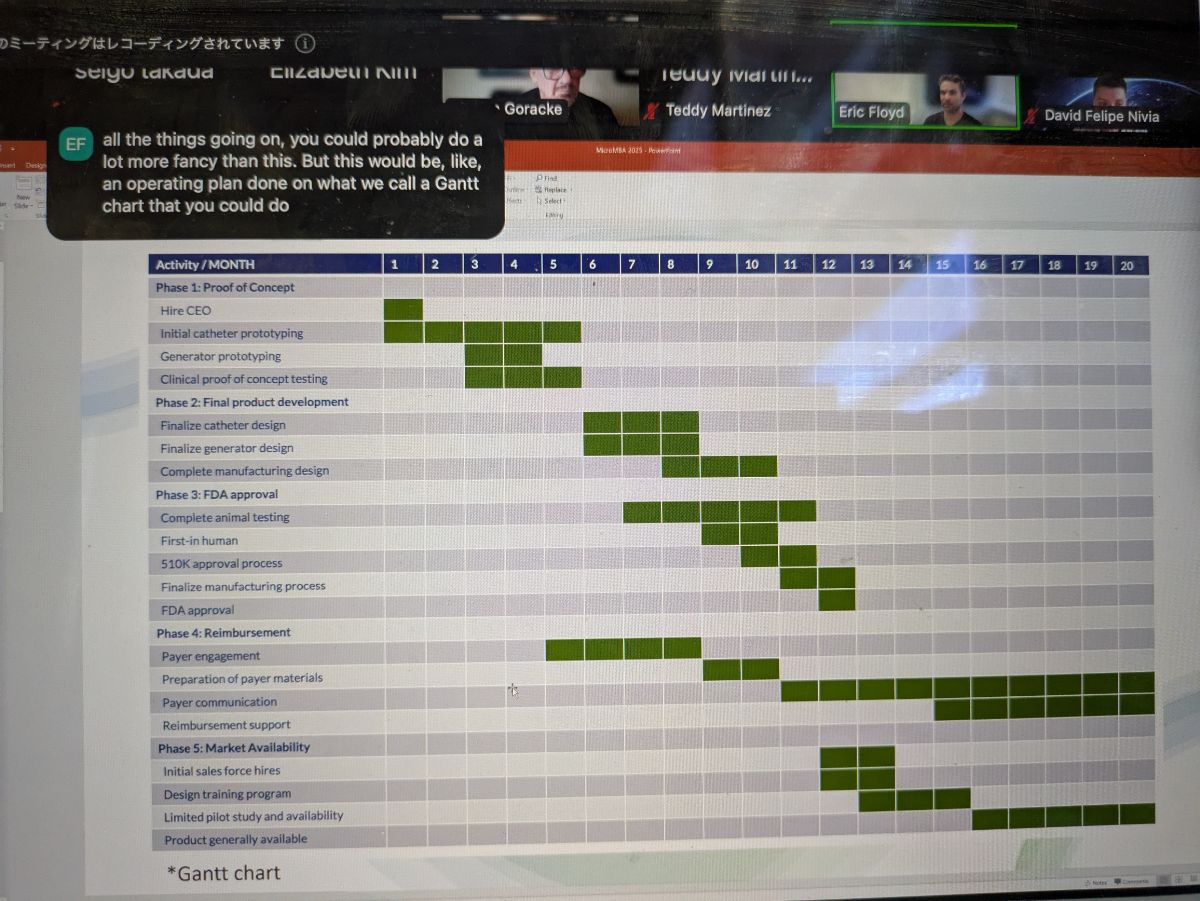 のミーティングはレコーディングされています
Seigo Takada
Elizabeth Kim
Goracke
Teddy Martin...
Teddy Martinez
Eric Floyd
David Felipe Nivia
EF
all the things going on, you could probably do a
lot more fancy than this. But this would be, like,
an operating plan done on what we call a Gantt
chart that you could do
MicroMBA 2025 - PowerPoint
Design
New
Slide
Find
Replace
Select
Editing
Activity / MONTH 1 2 3 4 5 6 7 8 9 10 11 12 13 14 15 16 17 18 19 20
Phase 1: Proof of Concept
Hire CEO
Initial catheter prototyping
Generator prototyping
Clinical proof of concept testing
Phase 2: Final product development
Finalize catheter design
Finalize generator design
Complete manufacturing design
Phase 3: FDA approval
Complete animal testing
First-in human
510K approval process
Finalize manufacturing process
FDA approval
Phase 4: Reimbursement
Payer engagement
Preparation of payer materials
Payer communication
Reimbursement support
Phase 5: Market Availability
Initial sales force hires
Design training program
Limited pilot study and availability
Product generally available
*Gantt chart
Notes
Comments